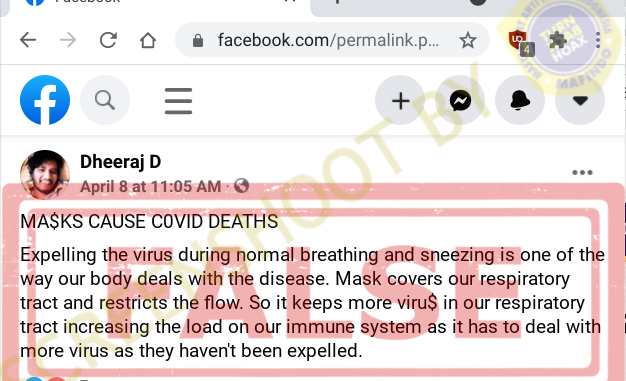 Facebook
facebook.com/permalink.p...
4
TURN
BACK
HOAX
MAFINDO
Dheeraj D
April 8 at 11:05 AM ·
MA$KS CAUSE C0VID DEATHS
Expelling the virus during normal breathing and sneezing is one of the
way our body deals with the disease. Mask covers our respiratory
tract and restricts the flow. So it keeps more viru$ in our respiratory
tract increasing the load on our immune system as it has to deal with
more virus as they haven't been expelled.
FALSE
SCREENSHOOT BY